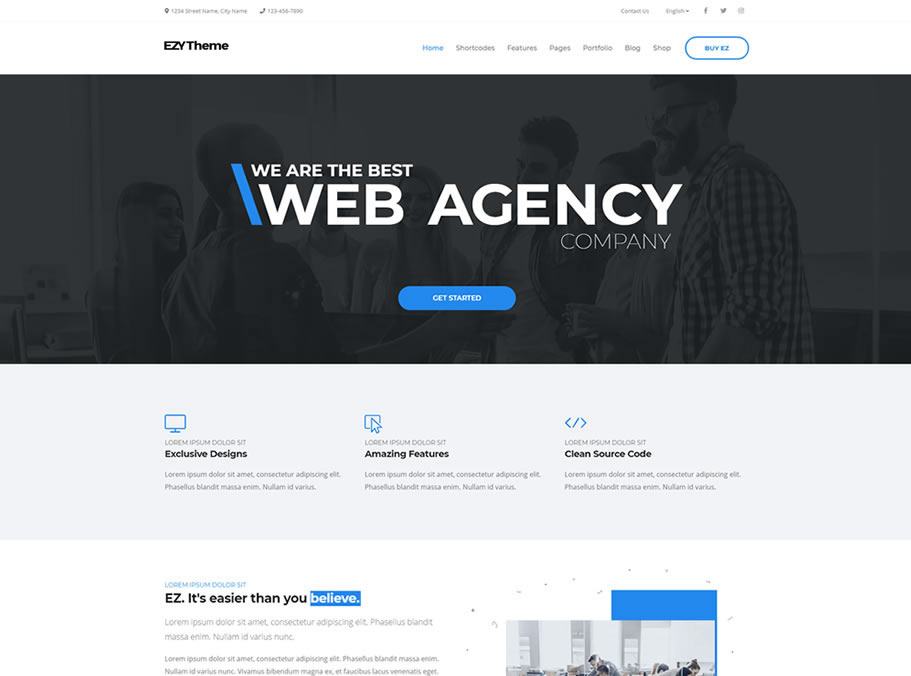 1234 Street Name, City Name 123-456-7890 Contact Us English
EZY Theme Home Shortcodes Features Pages Portfolio Blog Shop BUY EZ
WE ARE THE BEST
WEB AGENCY
COMPANY
GET STARTED
LOREM IPSUM DOLOR SIT
Exclusive Designs
Lorem ipsum dolor sit amet, consectetur adipiscing elit.
Phasellus blandit massa enim. Nullam id varius.
LOREM IPSUM DOLOR SIT
Amazing Features
Lorem ipsum dolor sit amet, consectetur adipiscing elit.
Phasellus blandit massa enim. Nullam id varius.
LOREM IPSUM DOLOR SIT
Clean Source Code
Lorem ipsum dolor sit amet, consectetur adipiscing elit.
Phasellus blandit massa enim. Nullam id varius.
LOREM IPSUM DOLOR SIT
EZ. It's easier than you believe.
Lorem ipsum dolor sit amet, consectetur adipiscing elit. Phasellus blandit
massa enim. Nullam id varius nunc.
Lorem ipsum dolor sit amet, consectetur adipiscing elit. Phasellus blandit massa enim.
Nullam id varius nunc. Vivamus bibendum magna ex, et faucibus lacus venenatis eget.